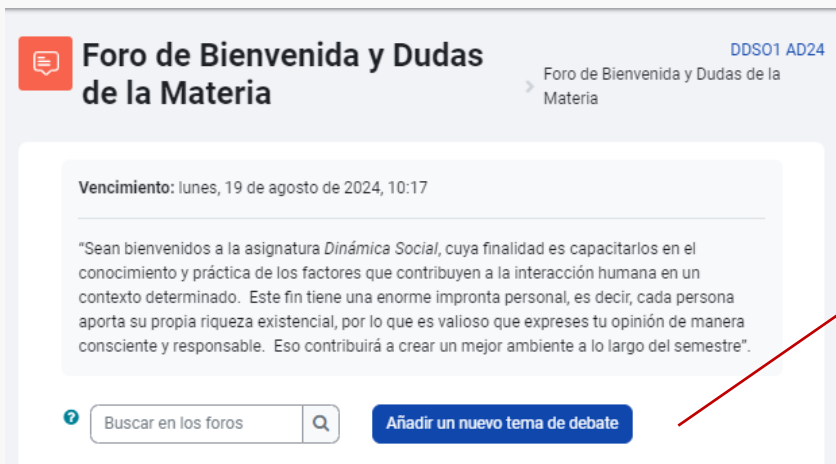 Foro de Bienvenida y Dudas
de la Materia
DDSO1 AD24
Foro de Bienvenida y Dudas de la
Materia
Vencimiento: lunes, 19 de agosto de 2024, 10:17
“Sean bienvenidos a la asignatura Dinámica Social, cuya finalidad es capacitarlos en el
conocimiento y práctica de los factores que contribuyen a la interacción humana en un
contexto determinado. Este fin tiene una enorme impronta personal, es decir, cada persona
aporta su propia riqueza existencial, por lo que es valioso que expreses tu opinión de manera
consciente y responsable. Eso contribuirá a crear un mejor ambiente a lo largo del semestre”.
Buscar en los foros
Añadir un nuevo tema de debate